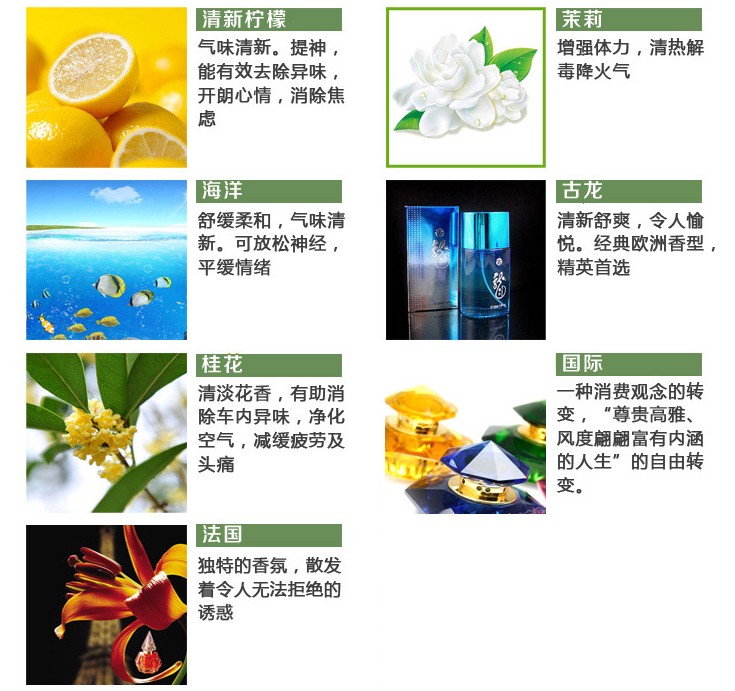 清新柠檬
气味清新。提神，
能有效去除异味，
开朗心情，消除焦
虑
茉莉
增强体力，清热解
毒降火气
海洋
舒缓柔和，气味清
新。可放松神经，
平缓情绪
古龙
清新舒爽，令人愉
悦。经典欧洲香型，
精英首选
桂花
清淡花香，有助消
除车内异味，净化
空气，减缓疲劳及
头痛
国际
一种消费观念的转
变，“尊贵高雅、
风度翩翩富有内涵
的人生”的自由转
变。
法国
独特的香氛，散发
着令人无法拒绝的
诱惑